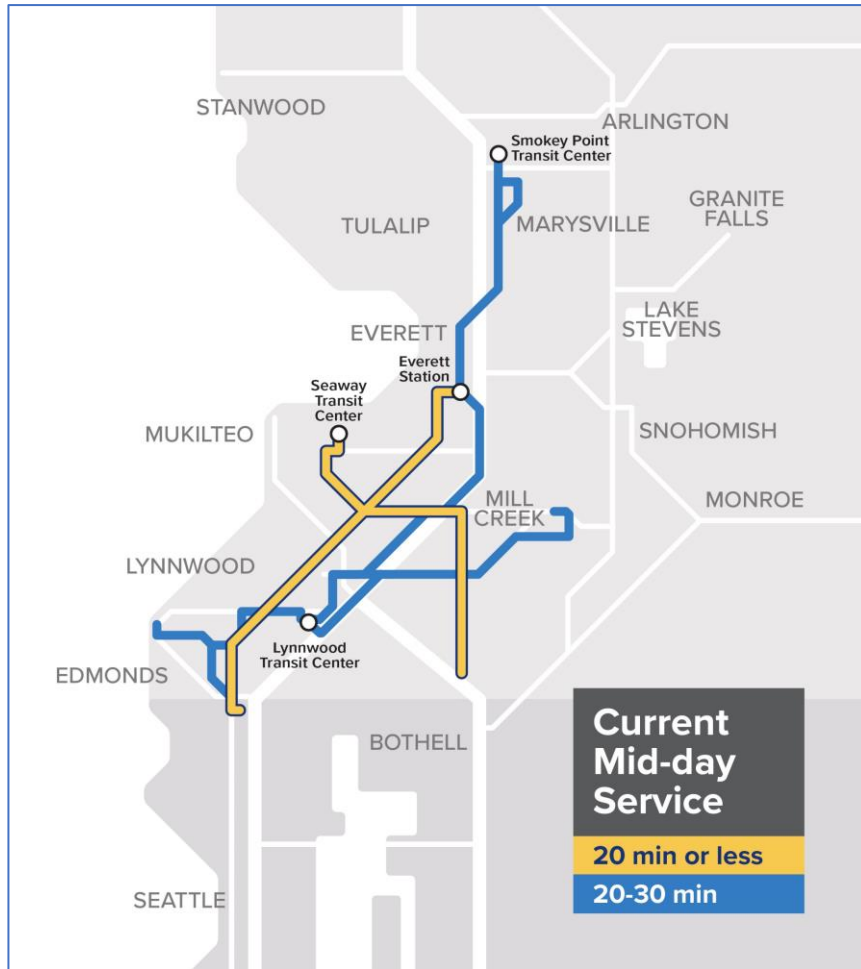 STANWOOD
ARLINGTON
Smokey Point
Transit Center
GRANITE
FALLS
TULALIP
MARYSVILLE
LAKE
STEVENS
EVERETT
Everett
Station
Seaway
Transit
Center
MUKILTEO
SNOHOMISH
MILL
CREEK
MONROE
LYNNWOOD
Lynnwood
Transit Center
EDMONDS
BOTHELL
SEATTLE
Current
Mid-day
Service
20 min or less
20-30 min